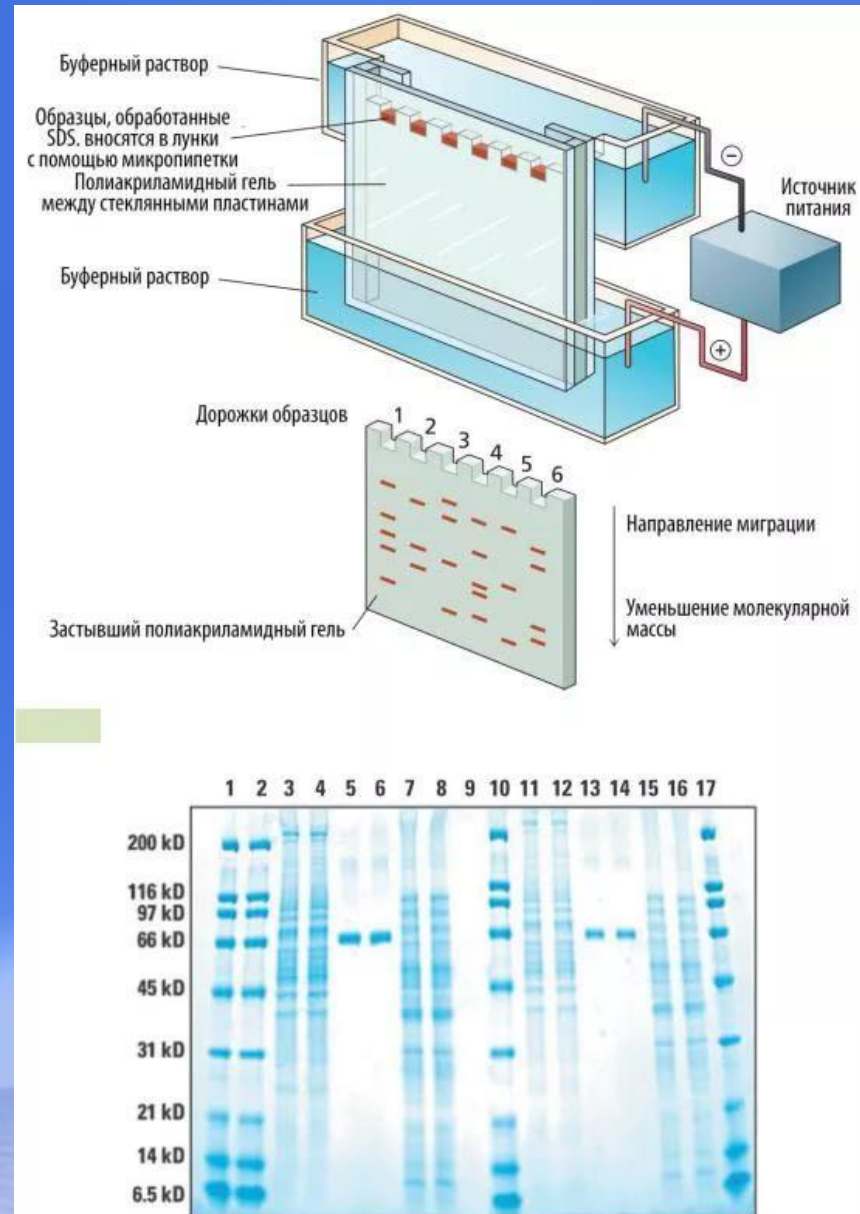 Буферный раствор
Образцы, обработанные
SDS. вносятся в лунки
с помощью микропипетки
Полиакриламидный гель
между стеклянными пластинами
−
Источник
питания
Буферный раствор
+
Дорожки образцов
1 2 3 4 5 6
Направление миграции
Уменьшение молекулярной
массы
Застывший полиакриламидный гель
1 2 3 4 5 6 7 8 9 10 11 12 13 14 15 16 17
200 kD
116 kD
97 kD
66 kD
45 kD
31 kD
21 kD
14 kD
6.5 kD